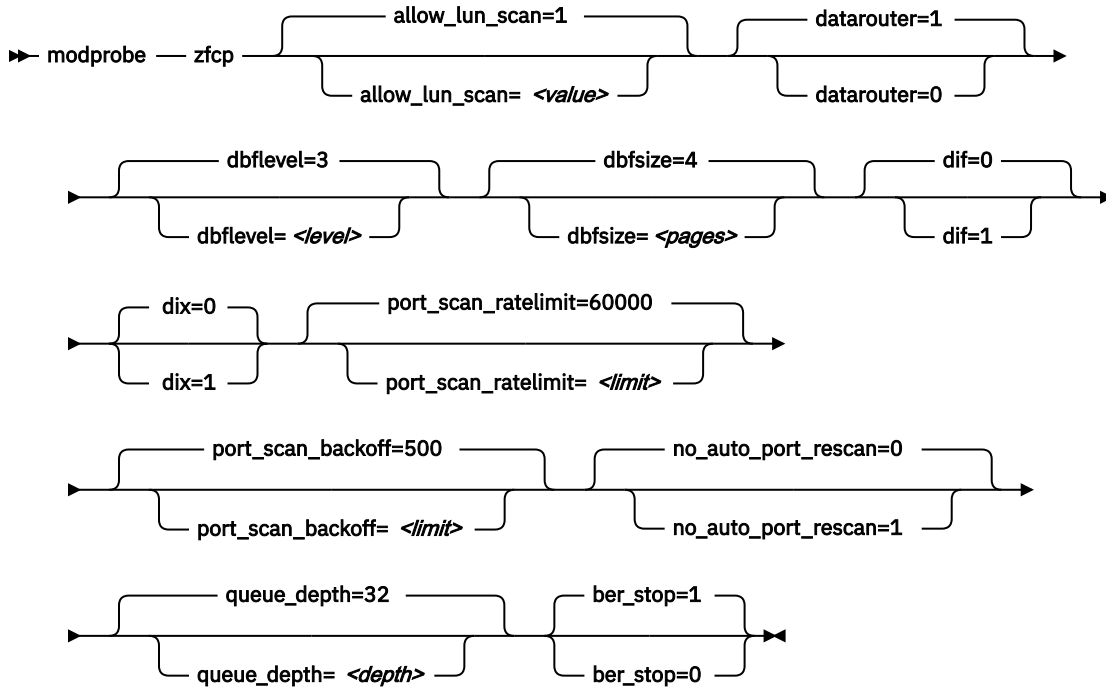 allow_lun_scan=1 datarouter=1
modprobe zfcp
allow_lun_scan= <value> datarouter=0
dbflevel=3 dbfsize=4 dif=0
dbflevel= <level> dbfsize= <pages> dif=1
dix=0 port_scan_ratelimit=60000
dix=1 port_scan_ratelimit= <limit>
port_scan_backoff=500 no_auto_port_rescan=0
port_scan_backoff= <limit> no_auto_port_rescan=1
queue_depth=32 ber_stop=1
queue_depth= <depth> ber_stop=0